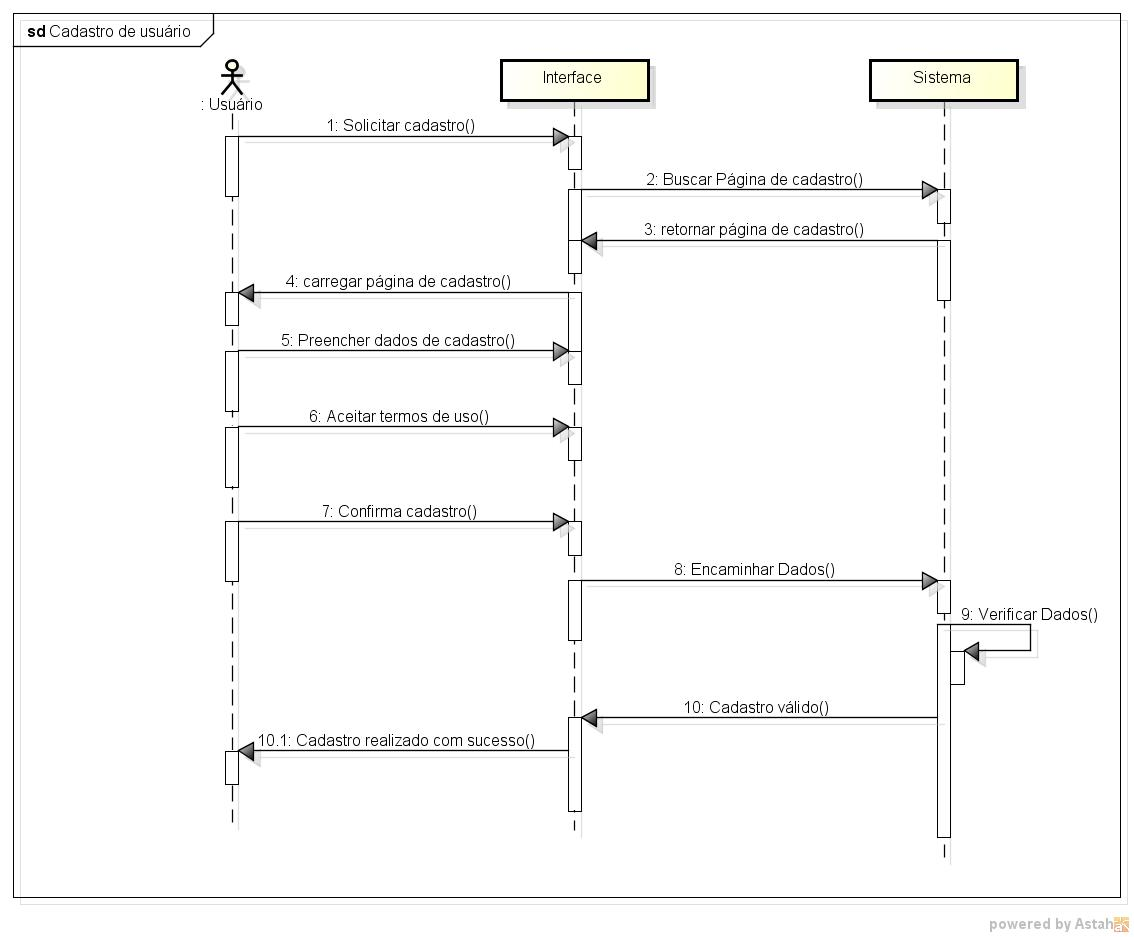 sd Cadastro de usuário
: Usuário
Interface
Sistema
1: Solicitar cadastro()
2: Buscar Página de cadastro()
3: retornar página de cadastro()
4: carregar página de cadastro()
5: Preencher dados de cadastro()
6: Aceitar termos de uso()
7: Confirma cadastro()
8: Encaminhar Dados()
9: Verificar Dados()
10: Cadastro válido()
10.1: Cadastro realizado com sucesso()
powered by Astah